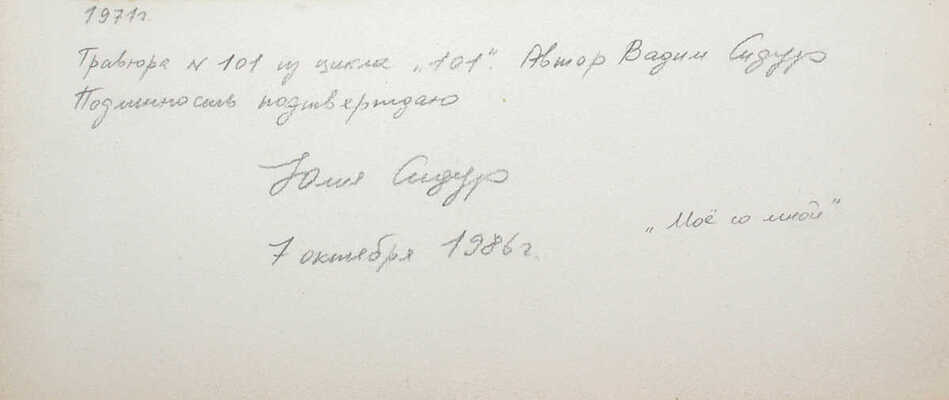 1971г.
Гравюра № 101 из цикла „101“. Автор Вадим Сидур
Подлинность подтверждаю
Юлия Сидур
7 октября 1986г.
„Моё со мной“